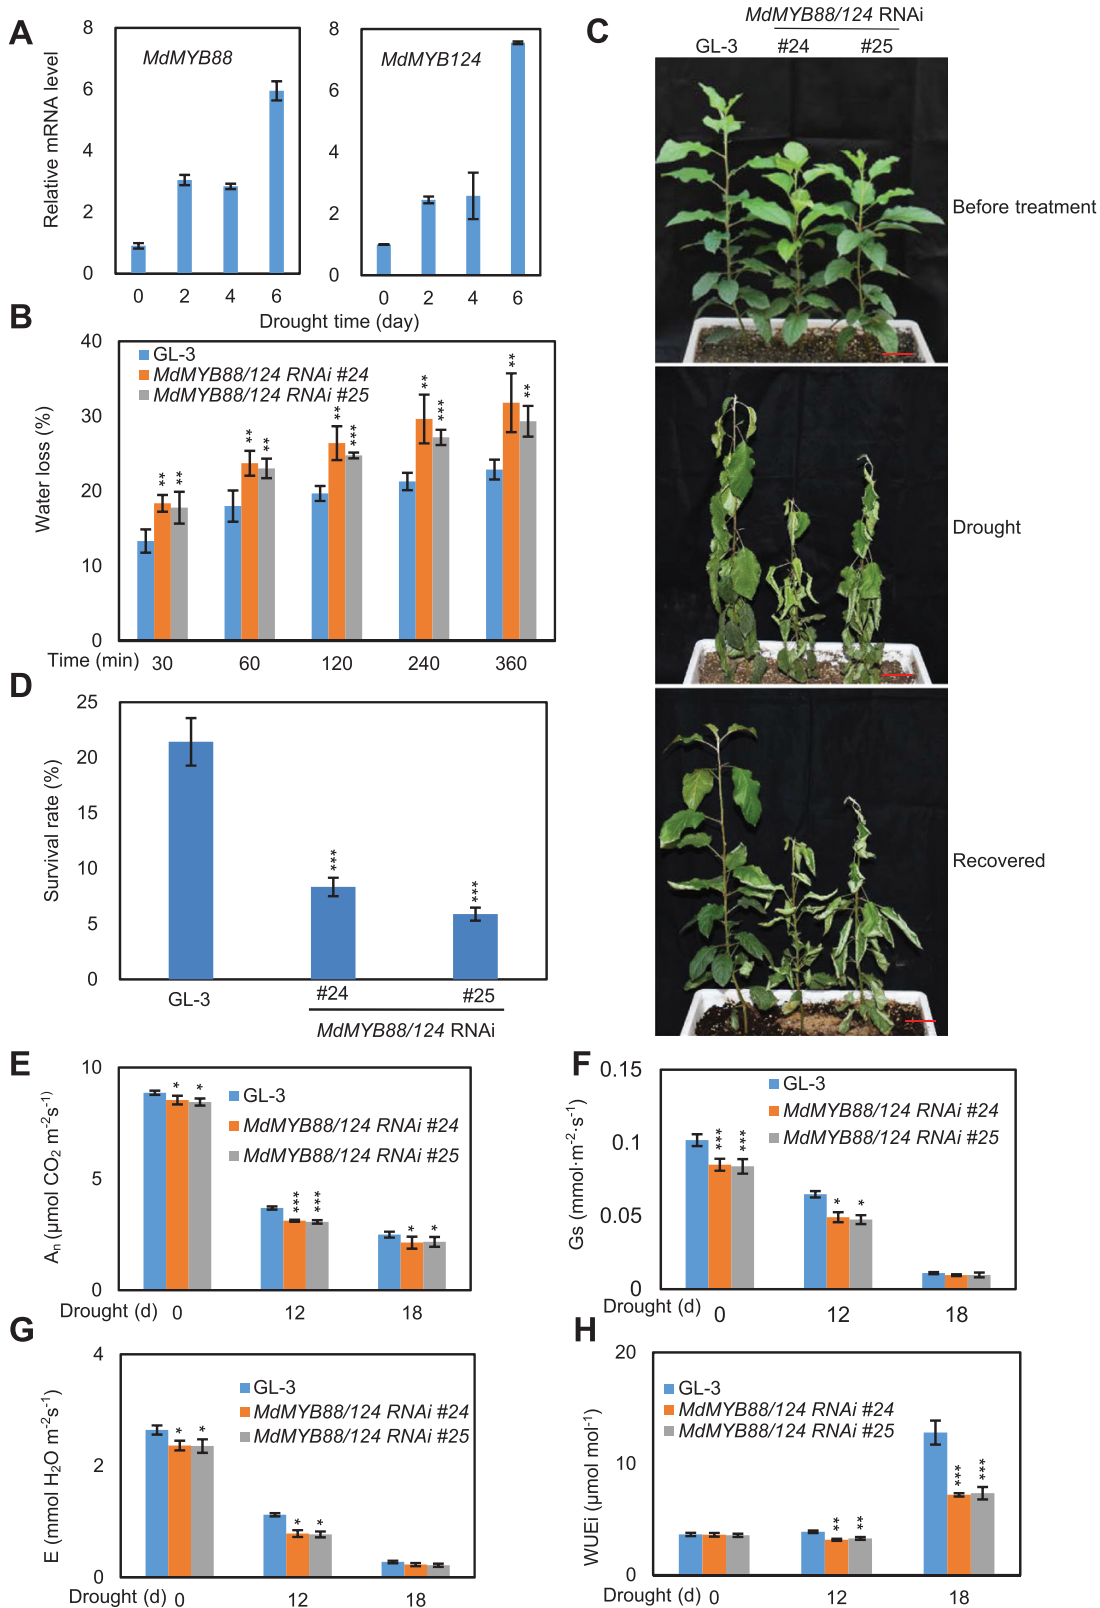 A
MdMYB88
MdMYB124
Relative mRNA level
8
6
4
2
0
8
6
4
2
0
0 2 4 6
0 2 4 6
Drought time (day)
B
GL-3
MdMYB88/124 RNAi #24
MdMYB88/124 RNAi #25
Water loss (%)
40
30
20
10
0
** ** ** ** ** *** ** *** ** **
Time (min) 30 60 120 240 360
C
MdMYB88/124 RNAi
GL-3 #24 #25
Before treatment
Drought
Recovered
D
Survival rate (%)
25
20
15
10
5
0
*** ***
GL-3 #24 #25
MdMYB88/124 RNAi
E
GL-3
MdMYB88/124 RNAi #24
MdMYB88/124 RNAi #25
Aₙ (μmol CO₂ m⁻²s⁻¹)
10
5
0
* * *** *** * *
Drought (d) 0 12 18
F
GL-3
MdMYB88/124 RNAi #24
MdMYB88/124 RNAi #25
Gs (mmol·m⁻²·s⁻¹)
0.15
0.1
0.05
0
*** *** * *
Drought (d) 0 12 18
G
GL-3
MdMYB88/124 RNAi #24
MdMYB88/124 RNAi #25
E (mmol H₂O m⁻²s⁻¹)
4
2
0
* * * *
Drought (d) 0 12 18
H
GL-3
MdMYB88/124 RNAi #24
MdMYB88/124 RNAi #25
WUEi (μmol mol⁻¹)
20
10
0
** ** *** ***
Drought (d) 0 12 18